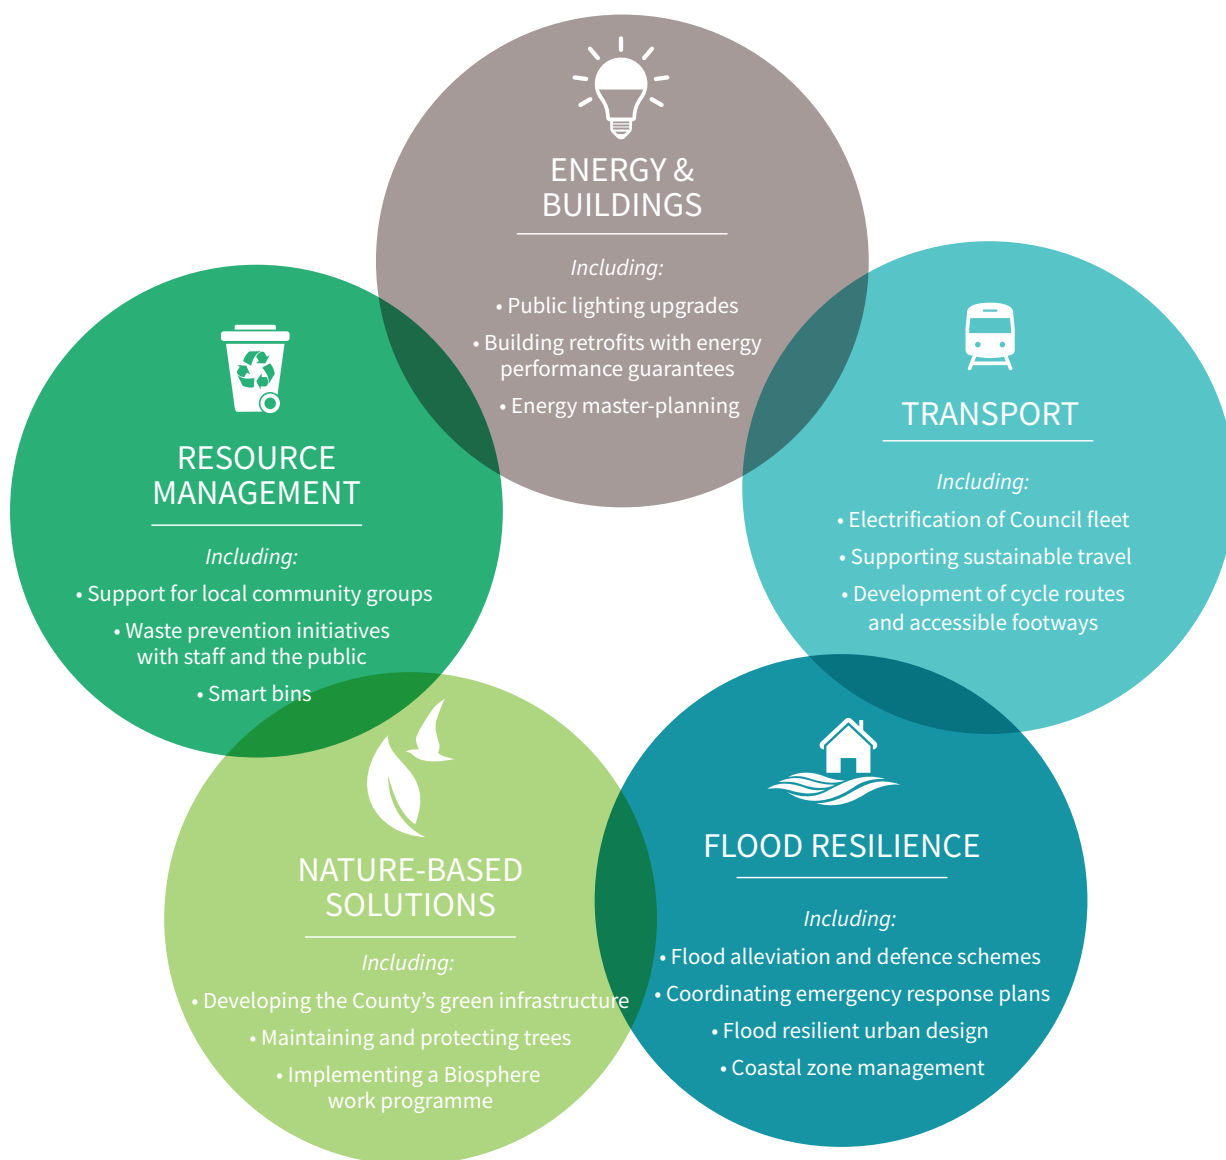 ENERGY &
BUILDINGS
Including:
• Public lighting upgrades
• Building retrofits with energy
performance guarantees
• Energy master-planning
TRANSPORT
Including:
• Electrification of Council fleet
• Supporting sustainable travel
• Development of cycle routes
and accessible footways
RESOURCE
MANAGEMENT
Including:
• Support for local community groups
• Waste prevention initiatives
with staff and the public
• Smart bins
FLOOD RESILIENCE
Including:
• Flood alleviation and defence schemes
• Coordinating emergency response plans
• Flood resilient urban design
• Coastal zone management
NATURE-BASED
SOLUTIONS
Including:
• Developing the County’s green infrastructure
• Maintaining and protecting trees
• Implementing a Biosphere
work programme